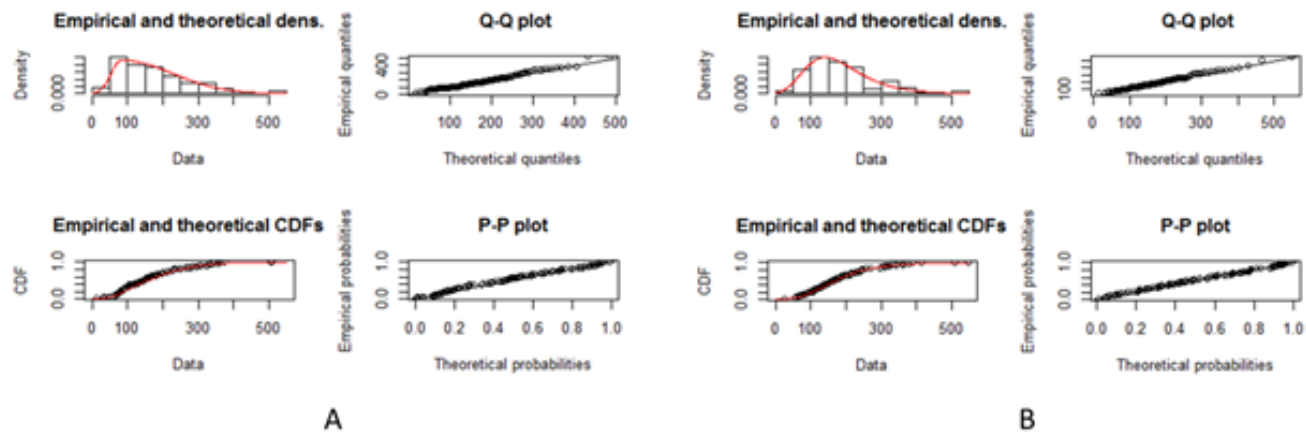 Empirical and theoretical dens.
Density
0.000
0 100 300 500
Data
Q-Q plot
Empirical quantiles
0 400
100 200 300 400 500
Theoretical quantiles
Empirical and theoretical CDFs
CDF
0.0 1.0
0 100 300 500
Data
P-P plot
Empirical probabilities
0.0 1.0
0.0 0.2 0.4 0.6 0.8 1.0
Theoretical probabilities
A
Empirical and theoretical dens.
Density
0.000
0 100 300 500
Data
Q-Q plot
Empirical quantiles
100
0 100 300 500
Theoretical quantiles
Empirical and theoretical CDFs
CDF
0.0 1.0
0 100 300 500
Data
P-P plot
Empirical probabilities
0.0 1.0
0.0 0.2 0.4 0.6 0.8 1.0
Theoretical probabilities
B